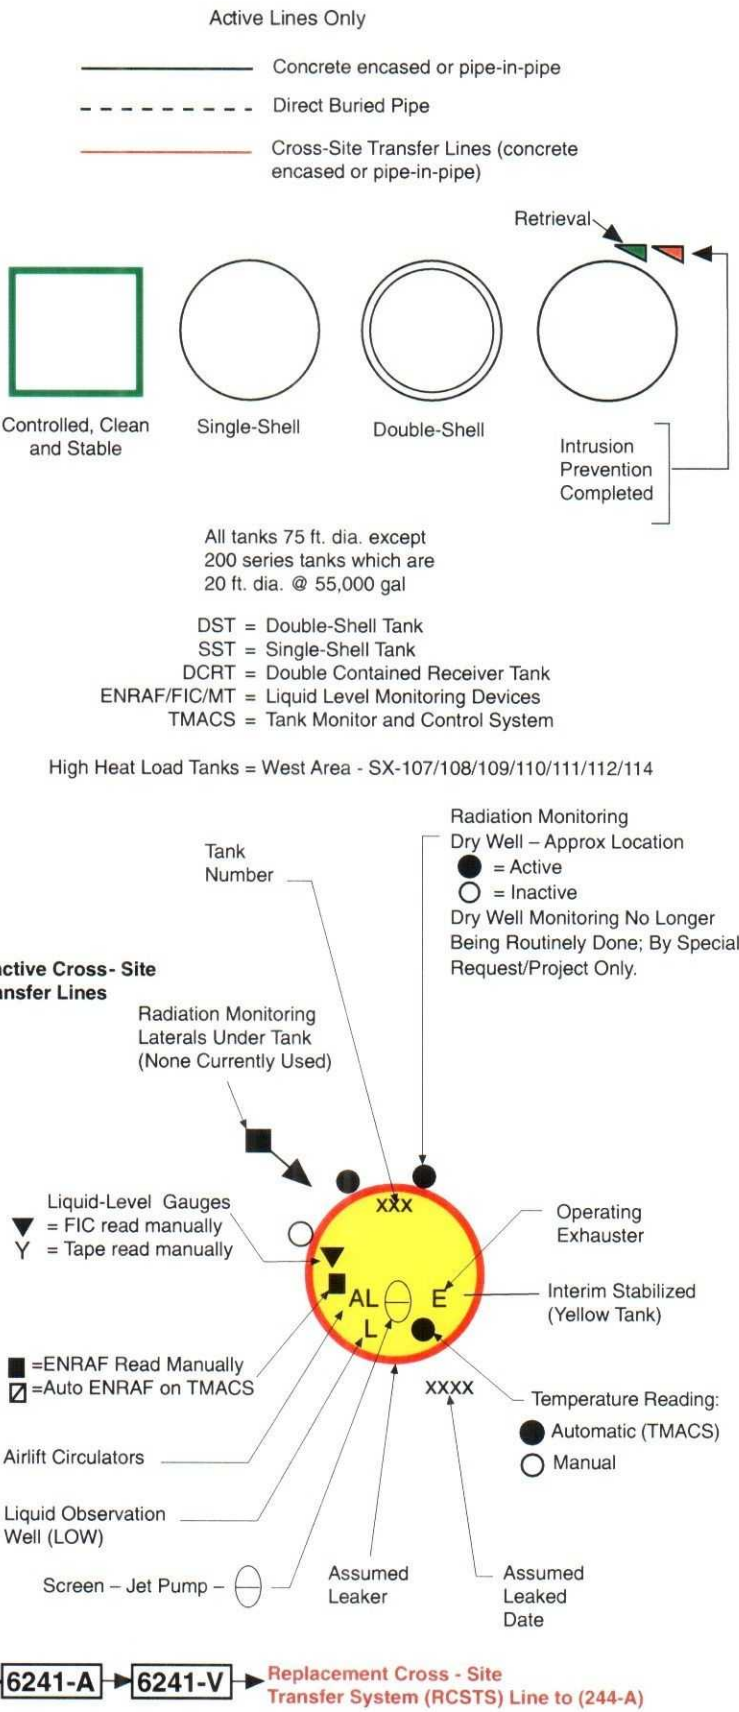 Active Lines Only
Concrete encased or pipe-in-pipe
Direct Buried Pipe
Cross-Site Transfer Lines (concrete
encased or pipe-in-pipe)
Retrieval
Controlled, Clean
and Stable
Single-Shell
Double-Shell
Intrusion
Prevention
Completed
All tanks 75 ft. dia. except
200 series tanks which are
20 ft. dia. @ 55,000 gal
DST = Double-Shell Tank
SST = Single-Shell Tank
DCRT = Double Contained Receiver Tank
ENRAF/FIC/MT = Liquid Level Monitoring Devices
TMACS = Tank Monitor and Control System
High Heat Load Tanks = West Area - SX-107/108/109/110/111/112/114
Tank
Number
Radiation Monitoring
Dry Well – Approx Location
= Active
= Inactive
Dry Well Monitoring No Longer
Being Routinely Done; By Special
Request/Project Only.
active Cross- Site
ansfer Lines
Radiation Monitoring
Laterals Under Tank
(None Currently Used)
Liquid-Level Gauges
= FIC read manually
Y = Tape read manually
xxx
AL
E
L
Operating
Exhauster
Interim Stabilized
(Yellow Tank)
=ENRAF Read Manually
=Auto ENRAF on TMACS
xxxx
Temperature Reading:
Automatic (TMACS)
Manual
Airlift Circulators
Liquid Observation
Well (LOW)
Screen – Jet Pump –
Assumed
Leaker
Assumed
Leaked
Date
6241-A
6241-V
Replacement Cross - Site
Transfer System (RCSTS) Line to (244-A)